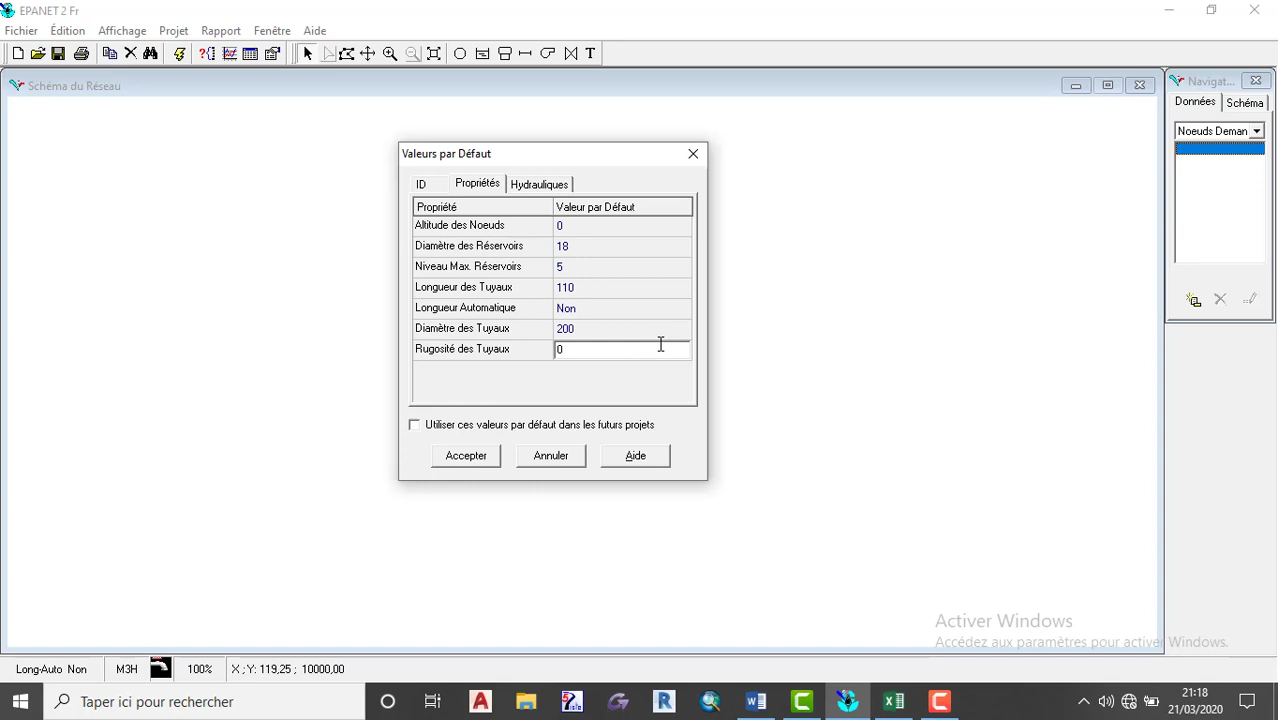 EPANET 2 Fr
Fichier Édition Affichage Projet Rapport Fenêtre Aide
Schéma du Réseau
Navigat...
Données Schéma
Noeuds Deman
Valeurs par Défaut
ID Propriétés Hydrauliques
Propriété Valeur par Défaut
Altitude des Noeuds 0
Diamètre des Réservoirs 18
Niveau Max. Réservoirs 5
Longueur des Tuyaux 110
Longueur Automatique Non
Diamètre des Tuyaux 200
Rugosité des Tuyaux 0
Utiliser ces valeurs par défaut dans les futurs projets
Accepter Annuler Aide
Activer Windows
Accédez aux paramètres pour activer Windows.
Long-Auto Non M3H 100% X ; Y: 119,25 ; 10000,00
Taper ici pour rechercher
21:18
21/03/2020